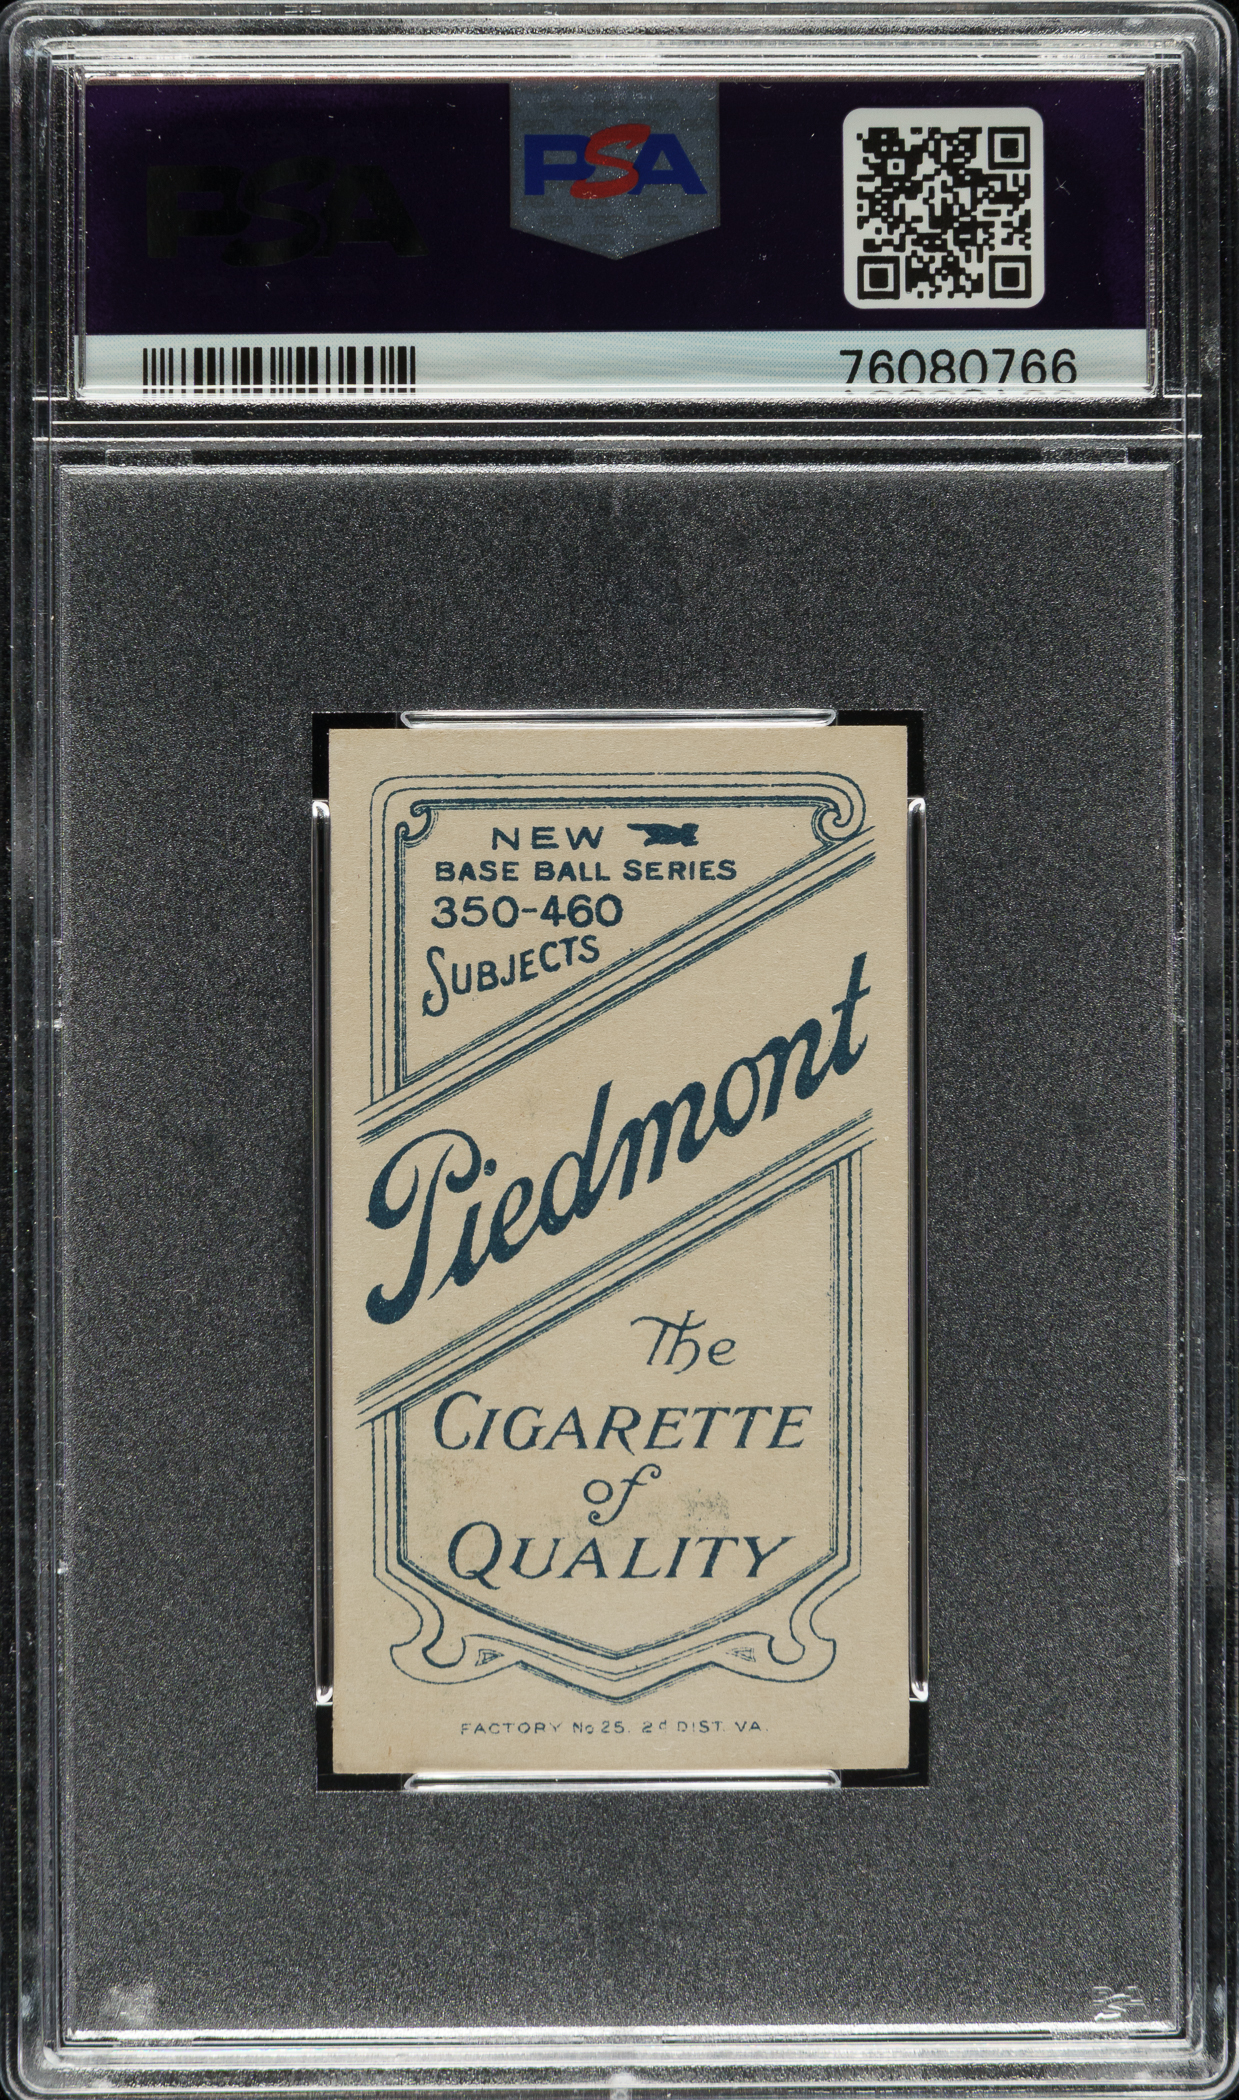 PSA
PSA
76080766
NEW
BASE BALL SERIES
350-460
SUBJECTS
Piedmont
The
CIGARETTE
of
QUALITY
FACTORY No 25. 2d DIST. VA.